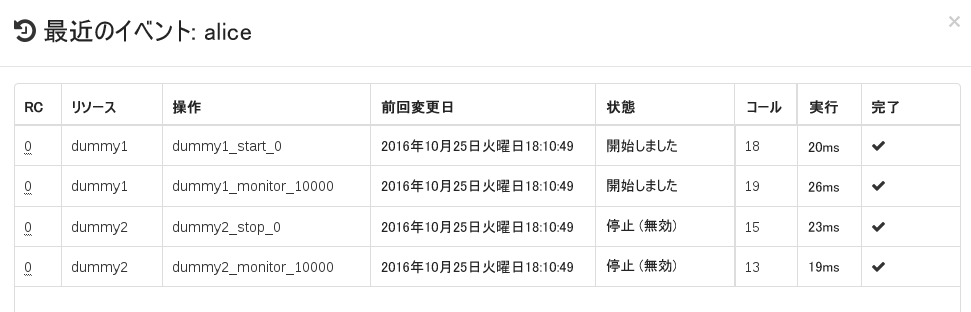 最近のイベント: alice
×
RC リソース 操作 前回変更日 状態 コール 実行 完了
0 dummy1 dummy1_start_0 2016年10月25日火曜日18:10:49 開始しました 18 20ms ✔
0 dummy1 dummy1_monitor_10000 2016年10月25日火曜日18:10:49 開始しました 19 26ms ✔
0 dummy2 dummy2_stop_0 2016年10月25日火曜日18:10:49 停止 (無効) 15 23ms ✔
0 dummy2 dummy2_monitor_10000 2016年10月25日火曜日18:10:49 停止 (無効) 13 19ms ✔